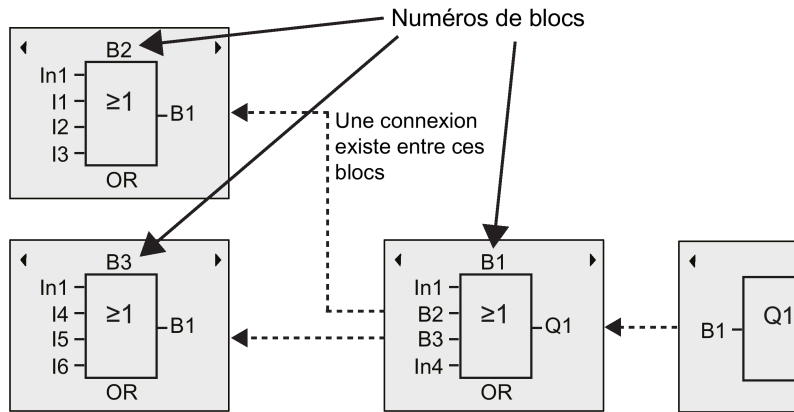 Numéros de blocs
B2
In1
I1
I2
I3
≥1
B1
OR
Une connexion
existe entre ces
blocs
B3
In1
I4
I5
I6
≥1
B1
OR
B1
In1
B2
B3
In4
≥1
Q1
OR
B1
Q1